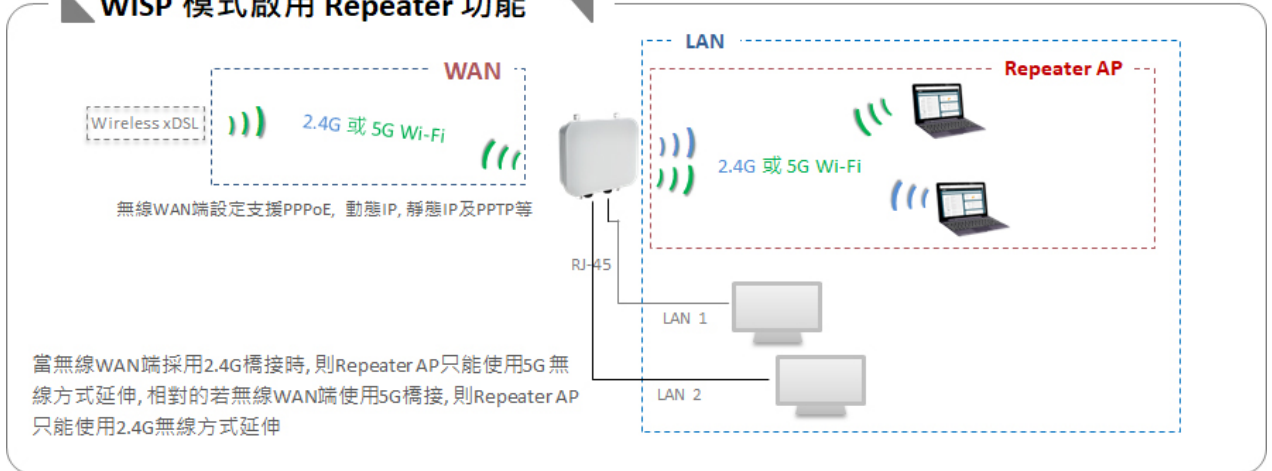 WISP 模式啟用 Repeater 功能
LAN
WAN
Repeater AP
Wireless xDSL
2.4G 或 5G Wi-Fi
2.4G 或 5G Wi-Fi
無線WAN端設定支援PPPoE, 動態IP, 靜態IP及PPTP等
RJ-45
LAN 1
LAN 2
當無線WAN端採用2.4G橋接時, 則Repeater AP只能使用5G 無
線方式延伸, 相對的若無線WAN端使用5G橋接, 則Repeater AP
只能使用2.4G無線方式延伸